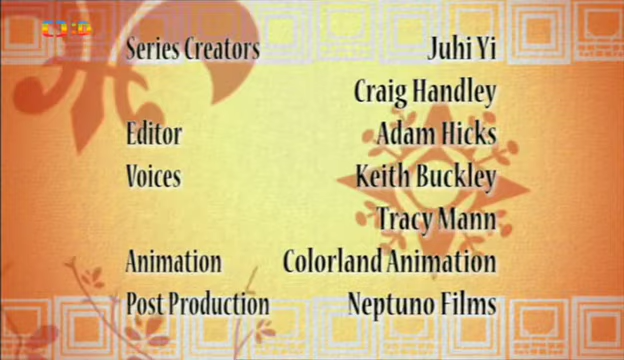 Series Creators Juhi Yi
Craig Handley
Editor Adam Hicks
Voices Keith Buckley
Tracy Mann
Animation Colorland Animation
Post Production Neptuno Films